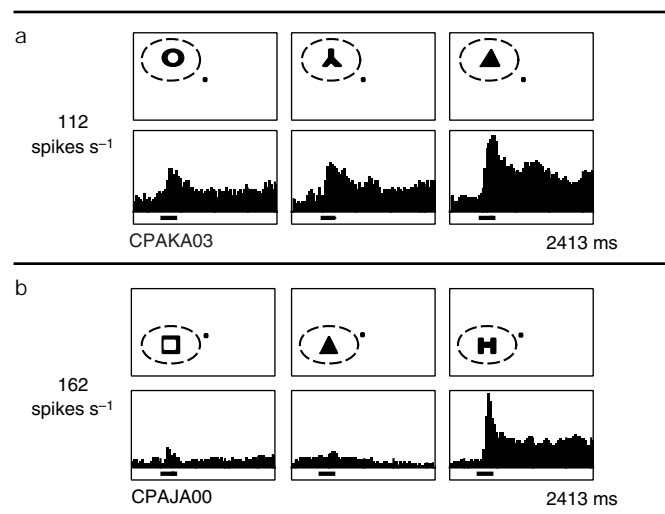 a
112
spikes s⁻¹
CPAKA03
2413 ms
b
162
spikes s⁻¹
CPAJA00
2413 ms